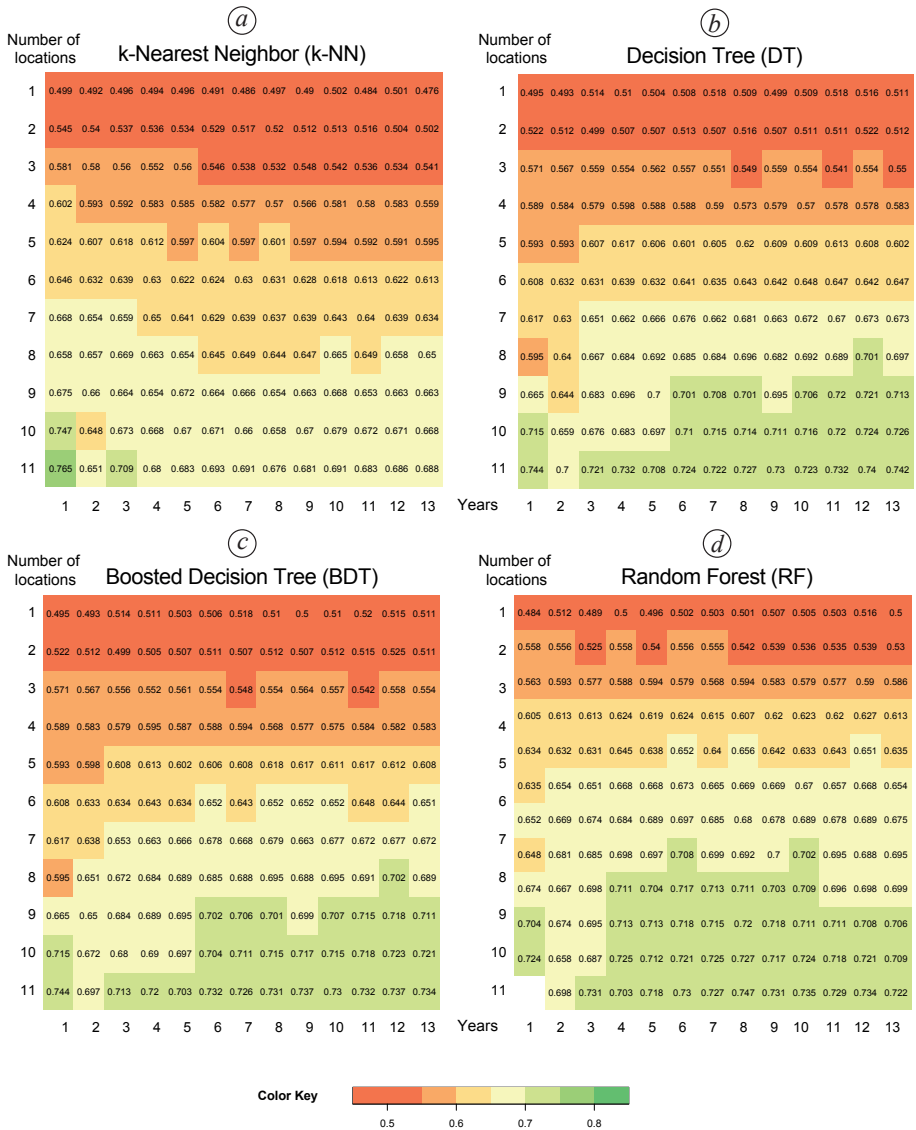 a
Number of
locations
k-Nearest Neighbor (k-NN)
1 0.499 0.492 0.496 0.494 0.496 0.491 0.486 0.497 0.49 0.502 0.484 0.501 0.476
2 0.545 0.54 0.537 0.536 0.534 0.529 0.517 0.52 0.512 0.513 0.516 0.504 0.502
3 0.581 0.58 0.56 0.552 0.56 0.546 0.538 0.532 0.548 0.542 0.536 0.534 0.541
4 0.602 0.593 0.592 0.583 0.585 0.582 0.577 0.57 0.566 0.581 0.58 0.583 0.559
5 0.624 0.607 0.618 0.612 0.597 0.604 0.597 0.601 0.597 0.594 0.592 0.591 0.595
6 0.646 0.632 0.639 0.63 0.632 0.624 0.63 0.631 0.628 0.618 0.613 0.622 0.613
7 0.668 0.654 0.659 0.65 0.641 0.629 0.639 0.637 0.639 0.643 0.64 0.639 0.634
8 0.658 0.657 0.669 0.663 0.654 0.645 0.649 0.644 0.647 0.665 0.649 0.658 0.65
9 0.675 0.66 0.664 0.654 0.672 0.664 0.666 0.654 0.663 0.668 0.653 0.663 0.663
10 0.747 0.648 0.673 0.668 0.67 0.671 0.66 0.658 0.67 0.679 0.672 0.671 0.668
11 0.765 0.651 0.709 0.68 0.683 0.693 0.691 0.676 0.681 0.691 0.683 0.686 0.688
1 2 3 4 5 6 7 8 9 10 11 12 13
b
Number of
locations
Decision Tree (DT)
1 0.495 0.493 0.514 0.51 0.504 0.508 0.518 0.509 0.499 0.509 0.518 0.516 0.511
2 0.522 0.512 0.499 0.507 0.507 0.513 0.507 0.516 0.507 0.511 0.511 0.522 0.512
3 0.571 0.567 0.559 0.554 0.562 0.557 0.551 0.549 0.559 0.554 0.541 0.554 0.55
4 0.589 0.584 0.579 0.598 0.588 0.588 0.59 0.573 0.579 0.57 0.578 0.578 0.583
5 0.593 0.593 0.607 0.617 0.606 0.601 0.605 0.62 0.609 0.609 0.613 0.608 0.602
6 0.608 0.632 0.631 0.639 0.632 0.641 0.635 0.643 0.642 0.648 0.647 0.642 0.647
7 0.617 0.63 0.651 0.662 0.666 0.676 0.662 0.681 0.663 0.672 0.67 0.673 0.673
8 0.595 0.64 0.667 0.684 0.692 0.685 0.684 0.696 0.682 0.692 0.689 0.701 0.697
9 0.665 0.644 0.683 0.696 0.7 0.701 0.708 0.701 0.695 0.706 0.72 0.721 0.713
10 0.715 0.659 0.676 0.683 0.697 0.71 0.715 0.714 0.711 0.716 0.72 0.724 0.726
11 0.744 0.7 0.721 0.732 0.708 0.724 0.722 0.727 0.73 0.723 0.732 0.74 0.742
Years 1 2 3 4 5 6 7 8 9 10 11 12 13
c
Number of
locations
Boosted Decision Tree (BDT)
1 0.495 0.493 0.514 0.511 0.503 0.506 0.518 0.51 0.5 0.51 0.52 0.515 0.511
2 0.522 0.512 0.499 0.505 0.507 0.511 0.507 0.512 0.507 0.512 0.515 0.525 0.511
3 0.571 0.567 0.556 0.552 0.561 0.554 0.548 0.554 0.564 0.557 0.542 0.558 0.554
4 0.589 0.583 0.579 0.595 0.587 0.588 0.594 0.568 0.577 0.575 0.584 0.582 0.583
5 0.593 0.598 0.608 0.613 0.602 0.606 0.608 0.618 0.617 0.611 0.617 0.612 0.608
6 0.608 0.633 0.634 0.643 0.634 0.652 0.643 0.652 0.652 0.652 0.648 0.644 0.651
7 0.617 0.638 0.653 0.663 0.666 0.668 0.668 0.679 0.663 0.677 0.672 0.677 0.672
8 0.595 0.651 0.672 0.684 0.689 0.685 0.688 0.695 0.688 0.695 0.691 0.702 0.689
9 0.665 0.65 0.684 0.689 0.695 0.702 0.706 0.701 0.699 0.707 0.715 0.718 0.711
10 0.715 0.672 0.68 0.69 0.697 0.704 0.711 0.715 0.717 0.715 0.718 0.723 0.721
11 0.744 0.697 0.713 0.72 0.703 0.732 0.726 0.731 0.737 0.73 0.732 0.737 0.734
1 2 3 4 5 6 7 8 9 10 11 12 13
d
Number of
locations
Random Forest (RF)
1 0.484 0.512 0.489 0.5 0.496 0.502 0.503 0.501 0.507 0.505 0.503 0.516 0.5
2 0.558 0.556 0.525 0.558 0.54 0.556 0.555 0.542 0.539 0.536 0.535 0.539 0.53
3 0.563 0.593 0.577 0.588 0.594 0.579 0.568 0.594 0.583 0.579 0.577 0.59 0.586
4 0.605 0.613 0.613 0.624 0.619 0.624 0.615 0.607 0.62 0.623 0.62 0.627 0.613
5 0.634 0.632 0.631 0.645 0.638 0.652 0.64 0.656 0.642 0.633 0.643 0.651 0.635
6 0.635 0.654 0.651 0.668 0.668 0.673 0.665 0.669 0.669 0.67 0.657 0.668 0.654
7 0.652 0.669 0.674 0.684 0.689 0.697 0.685 0.68 0.678 0.689 0.678 0.689 0.675
0.648 0.681 0.685 0.698 0.697 0.708 0.699 0.692 0.7 0.702 0.695 0.688 0.695
8 0.674 0.667 0.698 0.711 0.704 0.717 0.713 0.711 0.703 0.709 0.696 0.698 0.699
9 0.704 0.674 0.695 0.713 0.713 0.718 0.715 0.72 0.718 0.711 0.711 0.708 0.706
10 0.724 0.658 0.687 0.725 0.712 0.721 0.725 0.727 0.717 0.724 0.718 0.721 0.709
11 0.698 0.731 0.703 0.718 0.73 0.727 0.747 0.731 0.735 0.729 0.734 0.722
Years 1 2 3 4 5 6 7 8 9 10 11 12 13
Color Key
0.5 0.6 0.7 0.8